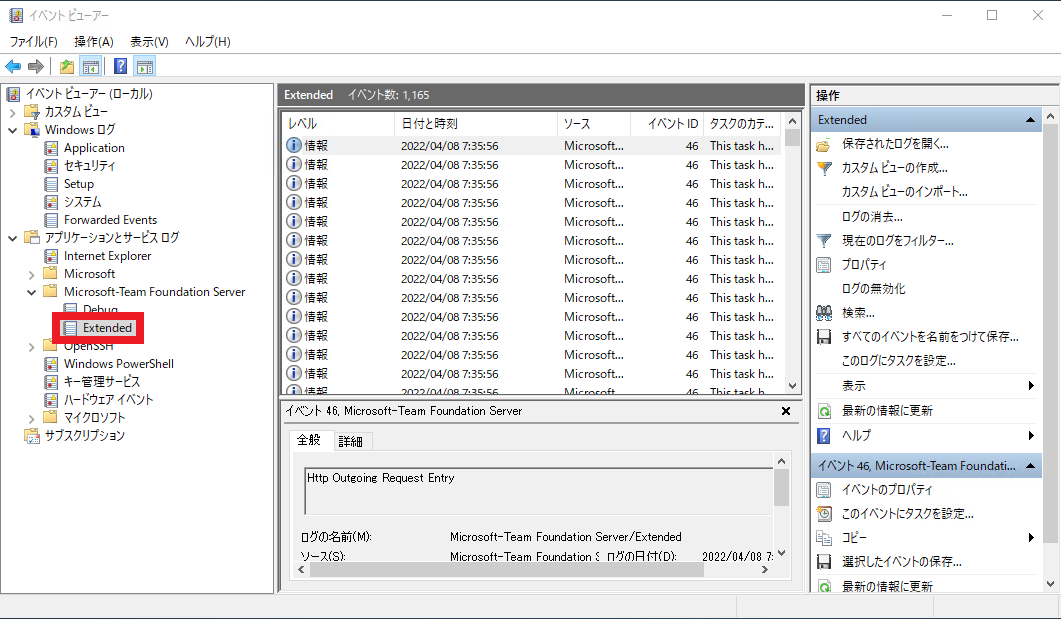 イベント ビューアー
ファイル(F) 操作(A) 表示(V) ヘルプ(H)
イベント ビューアー (ローカル)
カスタム ビュー
Windows ログ
Application
セキュリティ
Setup
システム
Forwarded Events
アプリケーションとサービス ログ
Internet Explorer
Microsoft
Microsoft-Team Foundation Server
Debug
Extended
OpenSSH
Windows PowerShell
キー管理サービス
ハードウェア イベント
マイクロソフト
サブスクリプション
Extended イベント数: 1,165
レベル 日付と時刻 ソース イベント ID タスクのカテ...
情報 2022/04/08 7:35:56 Microsoft... 46 This task h...
情報 2022/04/08 7:35:56 Microsoft... 46 This task h...
情報 2022/04/08 7:35:56 Microsoft... 46 This task h...
情報 2022/04/08 7:35:56 Microsoft... 46 This task h...
情報 2022/04/08 7:35:56 Microsoft... 46 This task h...
情報 2022/04/08 7:35:56 Microsoft... 46 This task h...
情報 2022/04/08 7:35:56 Microsoft... 46 This task h...
情報 2022/04/08 7:35:56 Microsoft... 46 This task h...
情報 2022/04/08 7:35:56 Microsoft... 46 This task h...
情報 2022/04/08 7:35:56 Microsoft... 46 This task h...
情報 2022/04/08 7:35:56 Microsoft... 46 This task h...
情報 2022/04/08 7:35:56 Microsoft... 46 This task h...
情報 2022/04/08 7:35:56 Microsoft... 46 This task h...
情報 2022/04/08 7:35:56 Microsoft... 46 This task h...
イベント 46, Microsoft-Team Foundation Server
全般 詳細
Http Outgoing Request Entry
ログの名前(M): Microsoft-Team Foundation Server/Extended
ソース(S): Microsoft-Team Foundation S ログの日付(D): 2022/04/08 7:
操作
Extended
保存されたログを開く...
カスタム ビューの作成...
カスタム ビューのインポート...
ログの消去...
現在のログをフィルター...
プロパティ
ログの無効化
検索...
すべてのイベントを名前をつけて保存...
このログにタスクを設定...
表示
最新の情報に更新
ヘルプ
イベント 46, Microsoft-Team Foundati...
イベントのプロパティ
このイベントにタスクを設定...
コピー
選択したイベントの保存...
最新の情報に更新